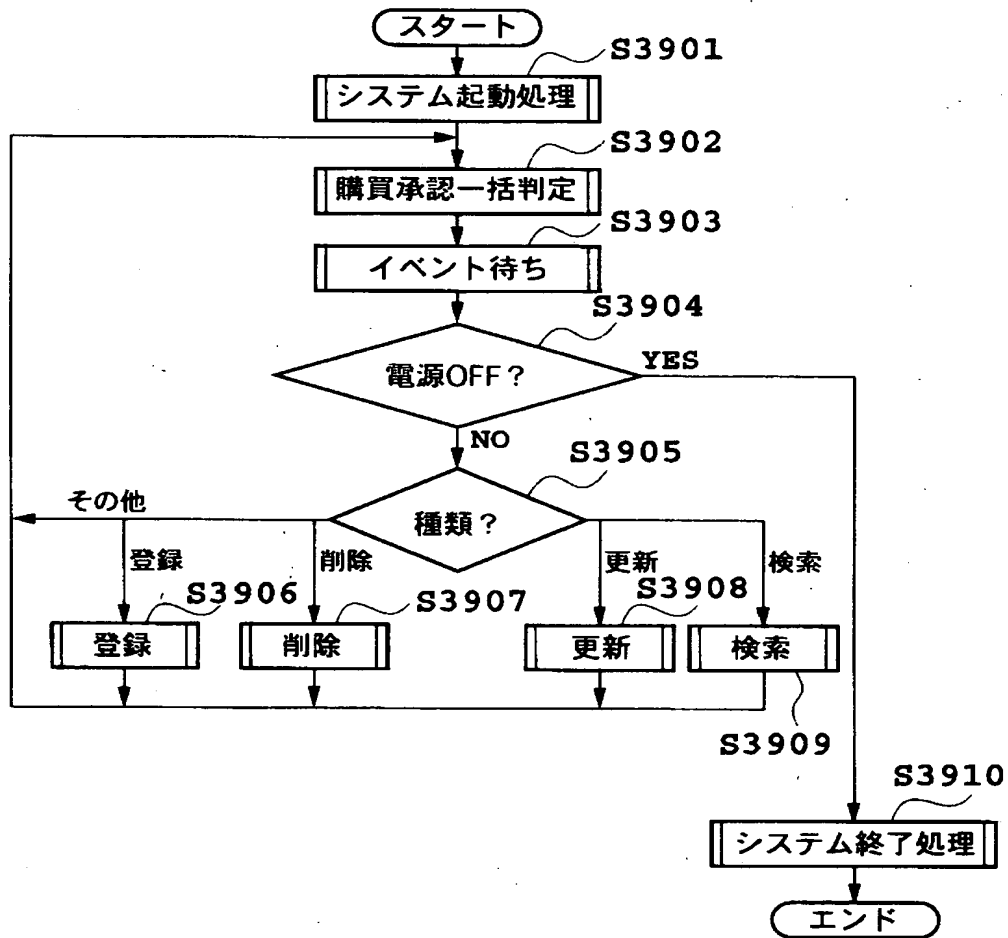 スタート
S3901
システム起動処理
S3902
購買承認一括判定
S3903
イベント待ち
S3904
電源OFF?
YES
NO
S3905
種類?
その他
登録
削除
更新
検索
S3906
S3907
S3908
登録
削除
更新
検索
S3909
S3910
システム終了処理
エンド